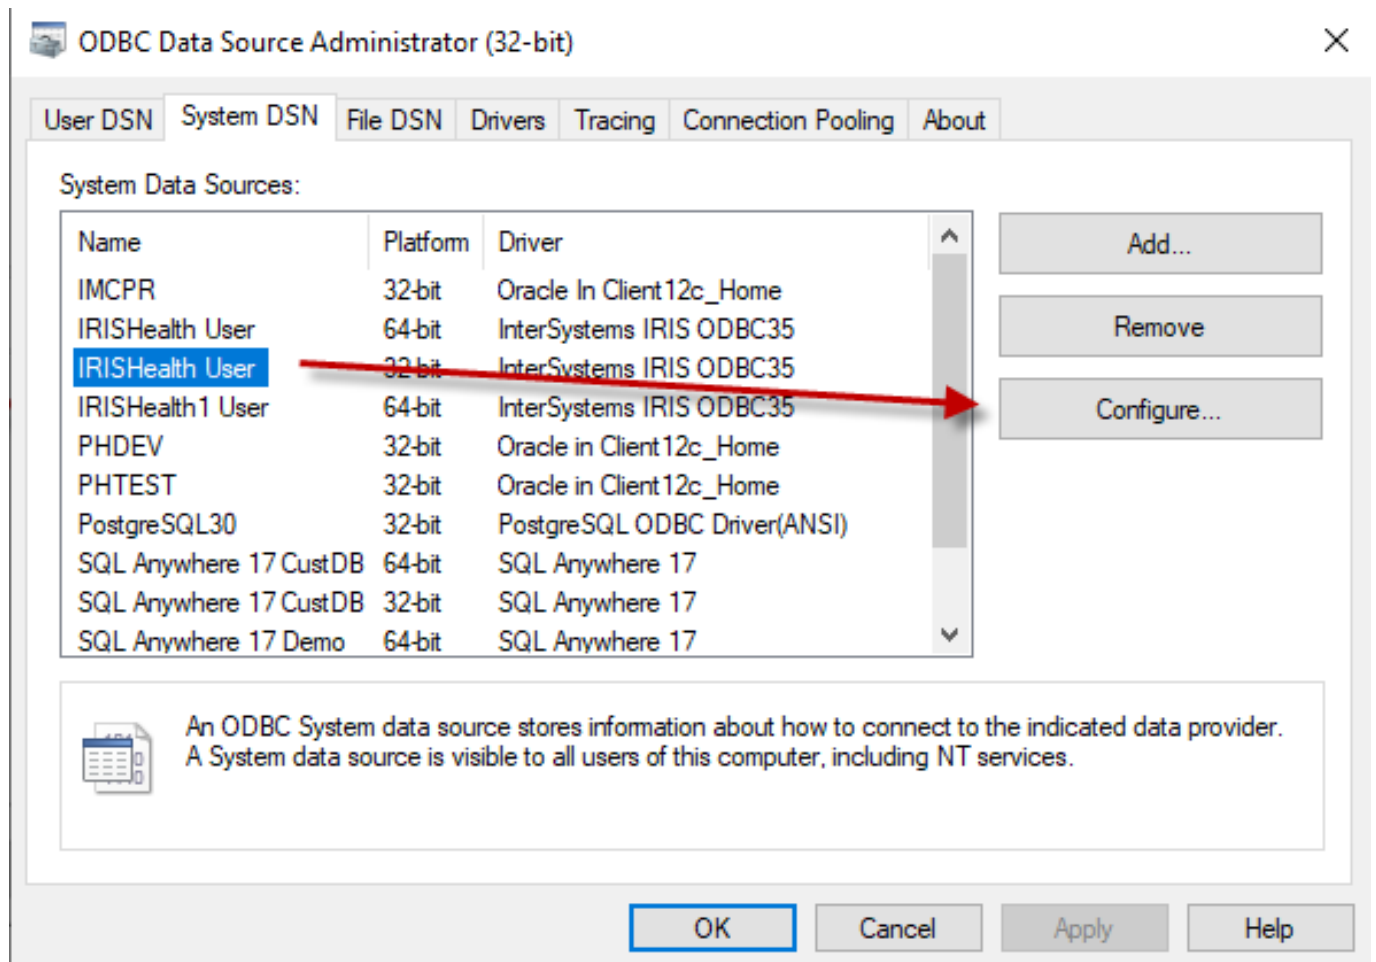 ODBC Data Source Administrator (32-bit)
User DSN System DSN File DSN Drivers Tracing Connection Pooling About
System Data Sources:
Name Platform Driver
IMCPR 32-bit Oracle In Client12c_Home
IRISHealth User 64-bit InterSystems IRIS ODBC35
IRISHealth User 32-bit InterSystems IRIS ODBC35
IRISHealth1 User 64-bit InterSystems IRIS ODBC35
PHDEV 32-bit Oracle in Client12c_Home
PHTEST 32-bit Oracle in Client12c_Home
PostgreSQL30 32-bit PostgreSQL ODBC Driver(ANSI)
SQL Anywhere 17 CustDB 64-bit SQL Anywhere 17
SQL Anywhere 17 CustDB 32-bit SQL Anywhere 17
SQL Anywhere 17 Demo 64-bit SQL Anywhere 17
Add...
Remove
Configure...
An ODBC System data source stores information about how to connect to the indicated data provider.
A System data source is visible to all users of this computer, including NT services.
OK Cancel Apply Help